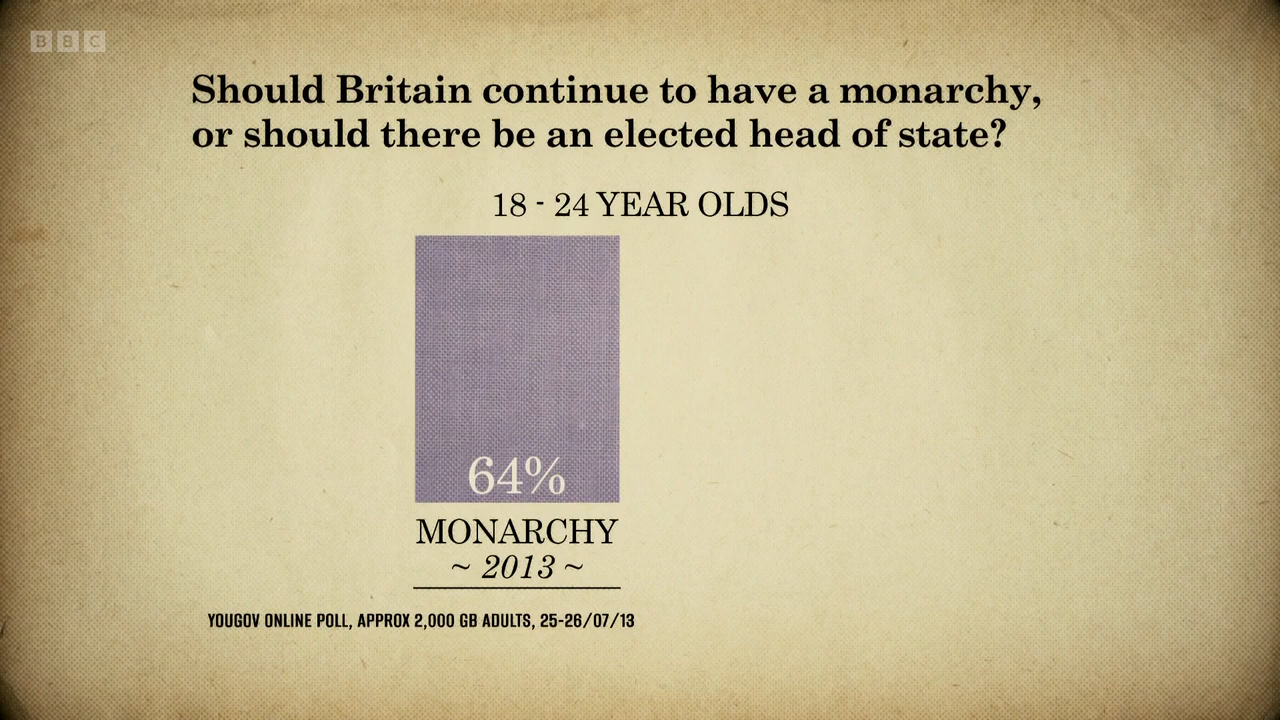 BBC
Should Britain continue to have a monarchy,
or should there be an elected head of state?
18 - 24 YEAR OLDS
64%
MONARCHY
~ 2013 ~
YOUGOV ONLINE POLL, APPROX 2,000 GB ADULTS, 25-26/07/13